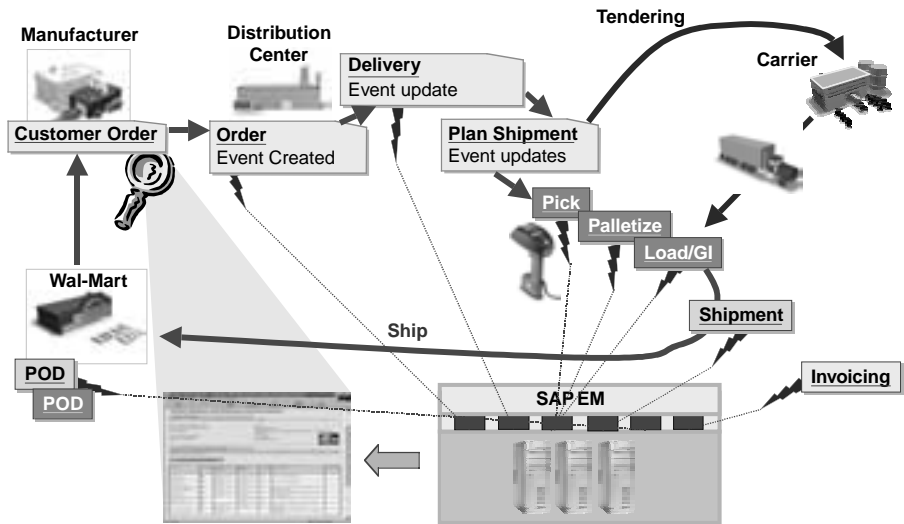 Tendering
Manufacturer
Distribution
Center
Carrier
Delivery
Event update
Customer Order
Order
Event Created
Plan Shipment
Event updates
Pick
Palletize
Load/GI
Wal-Mart
Ship
Shipment
POD
POD
Invoicing
SAP EM